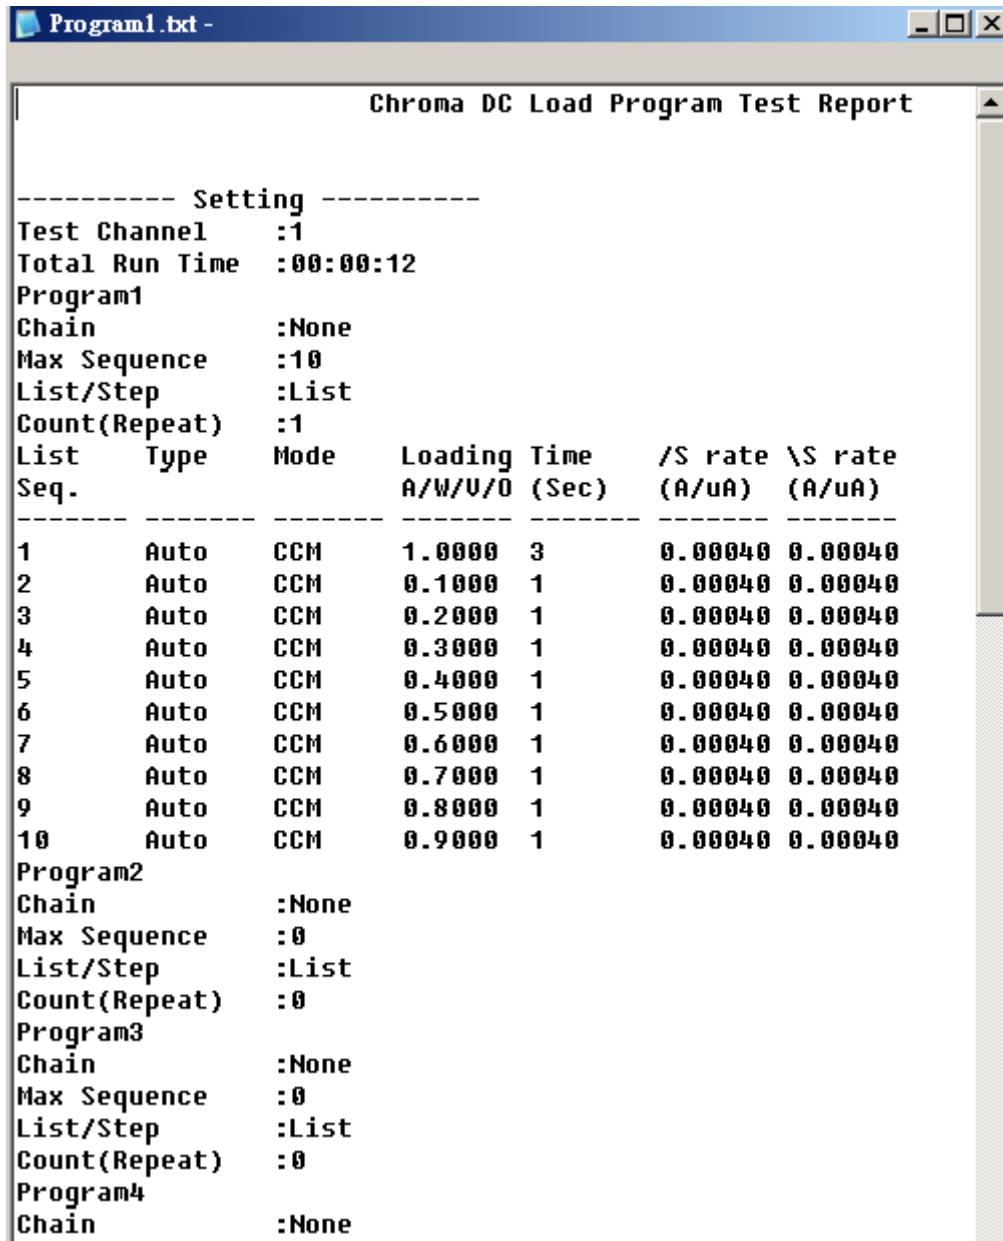 Program1.txt -
Chroma DC Load Program Test Report
---------- Setting ----------
Test Channel    :1
Total Run Time  :00:00:12
Program1
Chain           :None
Max Sequence    :10
List/Step       :List
Count(Repeat)   :1
List    Type    Mode    Loading Time    /S rate \S rate
Seq.                    A/W/V/O (Sec)   (A/uA)  (A/uA)
------- ------- ------- ------- ------- ------- -------
1       Auto    CCM     1.0000  3       0.00040 0.00040
2       Auto    CCM     0.1000  1       0.00040 0.00040
3       Auto    CCM     0.2000  1       0.00040 0.00040
4       Auto    CCM     0.3000  1       0.00040 0.00040
5       Auto    CCM     0.4000  1       0.00040 0.00040
6       Auto    CCM     0.5000  1       0.00040 0.00040
7       Auto    CCM     0.6000  1       0.00040 0.00040
8       Auto    CCM     0.7000  1       0.00040 0.00040
9       Auto    CCM     0.8000  1       0.00040 0.00040
10      Auto    CCM     0.9000  1       0.00040 0.00040
Program2
Chain           :None
Max Sequence    :0
List/Step       :List
Count(Repeat)   :0
Program3
Chain           :None
Max Sequence    :0
List/Step       :List
Count(Repeat)   :0
Program4
Chain           :None